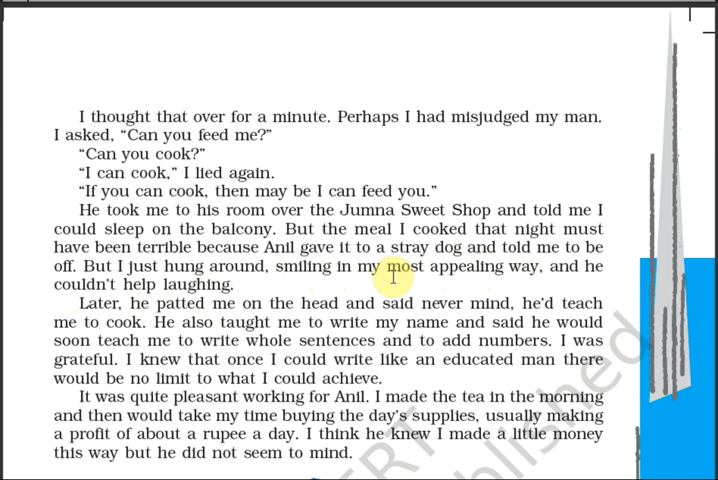 I thought that over for a minute. Perhaps I had misjudged my man.
I asked, “Can you feed me?”
“Can you cook?”
“I can cook,” I lied again.
“If you can cook, then may be I can feed you.”
He took me to his room over the Jumna Sweet Shop and told me I
could sleep on the balcony. But the meal I cooked that night must
have been terrible because Anil gave it to a stray dog and told me to be
off. But I just hung around, smiling in my most appealing way, and he
couldn’t help laughing.
Later, he patted me on the head and said never mind, he’d teach
me to cook. He also taught me to write my name and said he would
soon teach me to write whole sentences and to add numbers. I was
grateful. I knew that once I could write like an educated man there
would be no limit to what I could achieve.
It was quite pleasant working for Anil. I made the tea in the morning
and then would take my time buying the day’s supplies, usually making
a profit of about a rupee a day. I think he knew I made a little money
this way but he did not seem to mind.